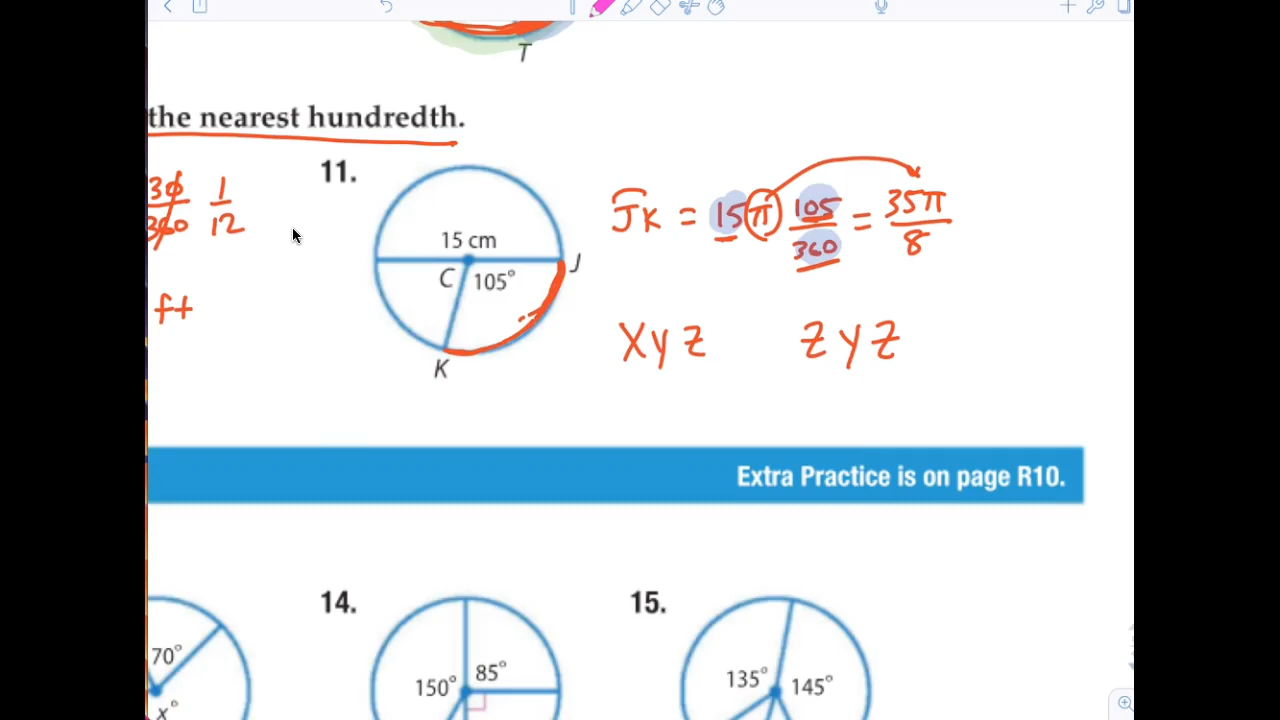 T
the nearest hundredth.
30/360 1/12
ft
11.
15 cm
C 105°
J
K
JK = 15π 105/360 = 35π/8
XYZ ZYZ
Extra Practice is on page R10.
70°
x°
14.
150° 85°
15.
135° 145°